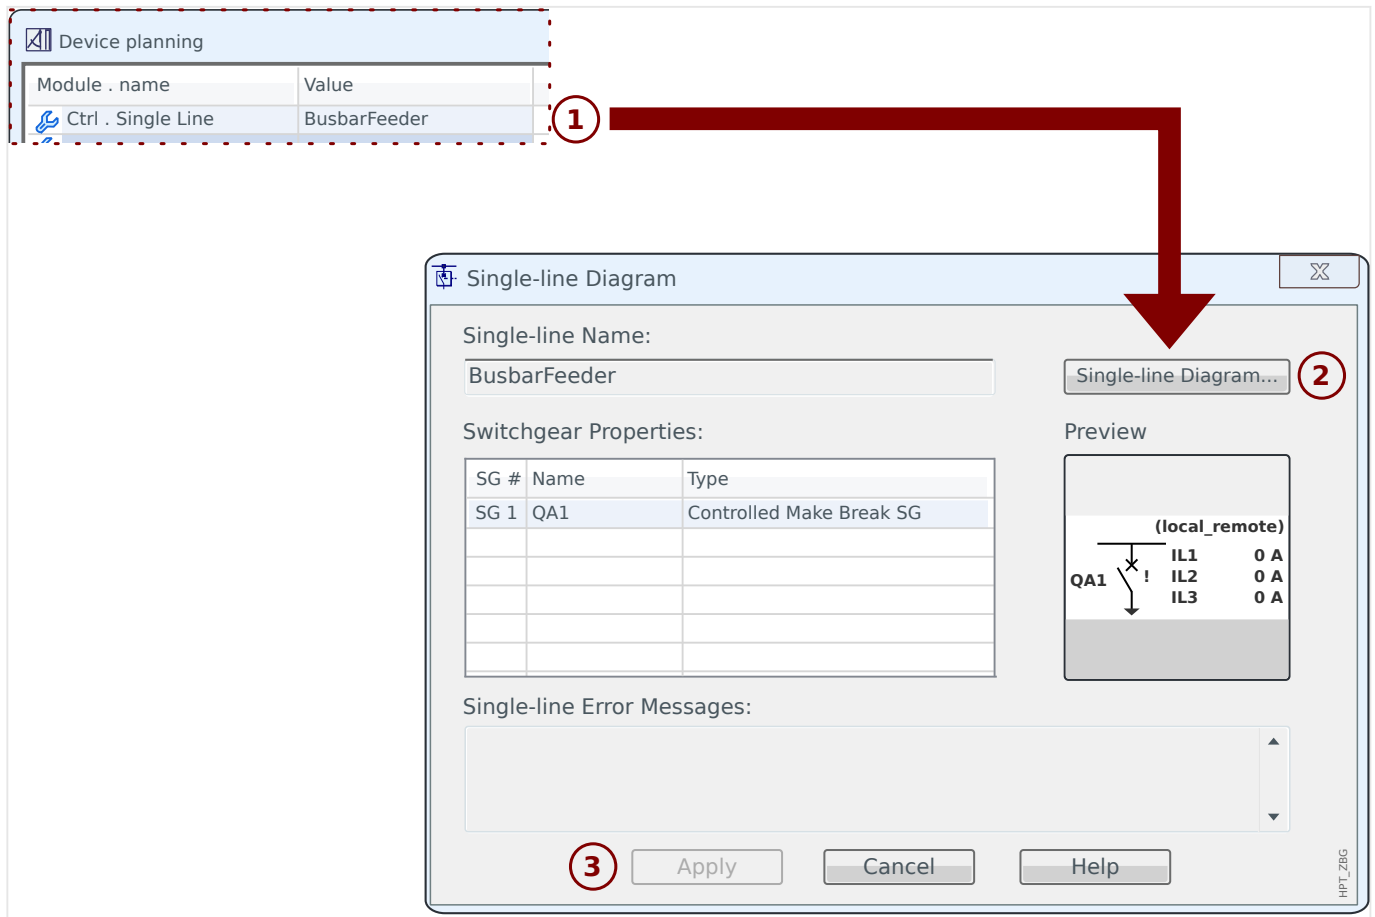 Device planning
Module . name Value
Ctrl . Single Line BusbarFeeder
1
Single-line Diagram
X
Single-line Name:
BusbarFeeder
Single-line Diagram...
2
Switchgear Properties:
Preview
SG # Name Type
SG 1 QA1 Controlled Make Break SG
(local_remote)
IL1 0 A
QA1 ! IL2 0 A
IL3 0 A
Single-line Error Messages:
3
Apply Cancel Help
HPT_ZBG